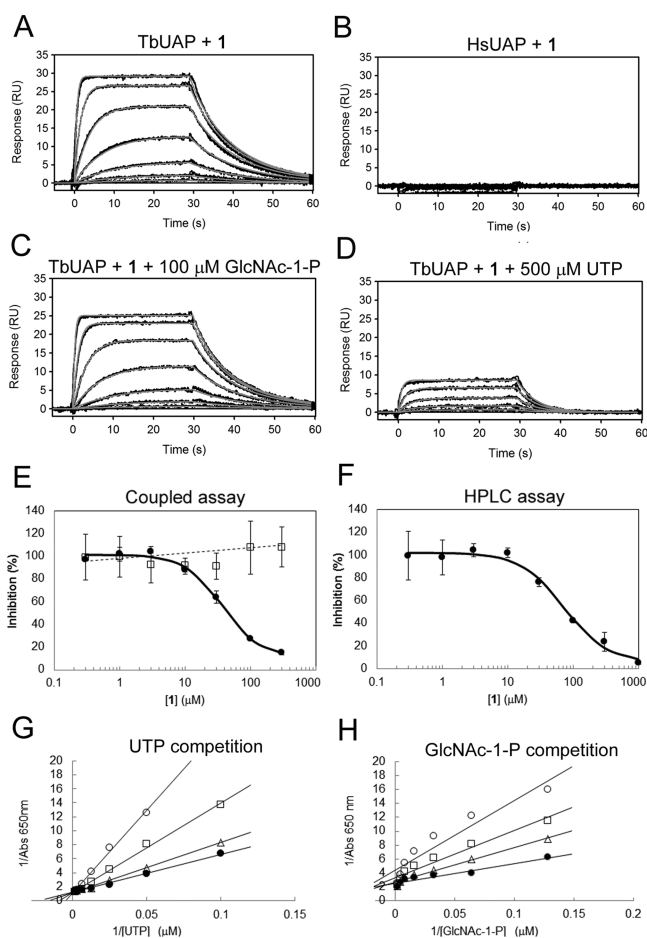 A
TbUAP + 1
35
30
25
20
15
10
5
0
Response (RU)
0 10 20 30 40 50 60
Time (s)
B
HsUAP + 1
35
30
25
20
15
10
5
0
Response (RU)
0 10 20 30 40 50 60
Time (s)
C
TbUAP + 1 + 100 μM GlcNAc-1-P
35
30
25
20
15
10
5
0
Response (RU)
0 10 20 30 40 50 60
Time (s)
D
TbUAP + 1 + 500 μM UTP
35
30
25
20
15
10
5
0
Response (RU)
0 10 20 30 40 50 60
Time (s)
E
Coupled assay
140
120
100
80
60
40
20
0
Inhibition (%)
0.1 1 10 100 1000
[1] (μM)
F
HPLC assay
140
120
100
80
60
40
20
0
Inhibition (%)
0.1 1 10 100 1000
[1] (μM)
G
UTP competition
20
18
16
14
12
10
8
6
4
2
1/Abs 650nm
0 0.05 0.1 0.15
1/[UTP] (μM)
H
GlcNAc-1-P competition
20
18
16
14
12
10
8
6
4
2
1/Abs 650 nm
0 0.05 0.1 0.15 0.2
1/[GlcNAc-1-P] (μM)